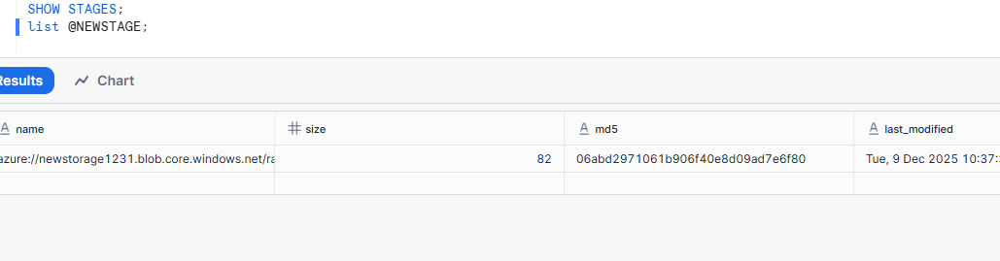 SHOW STAGES;
list @NEWSTAGE;
Results Chart
name size md5 last_modified
azure://newstorage1231.blob.core.windows.net/ra 82 06abd2971061b906f40e8d09ad7e6f80 Tue, 9 Dec 2025 10:37: